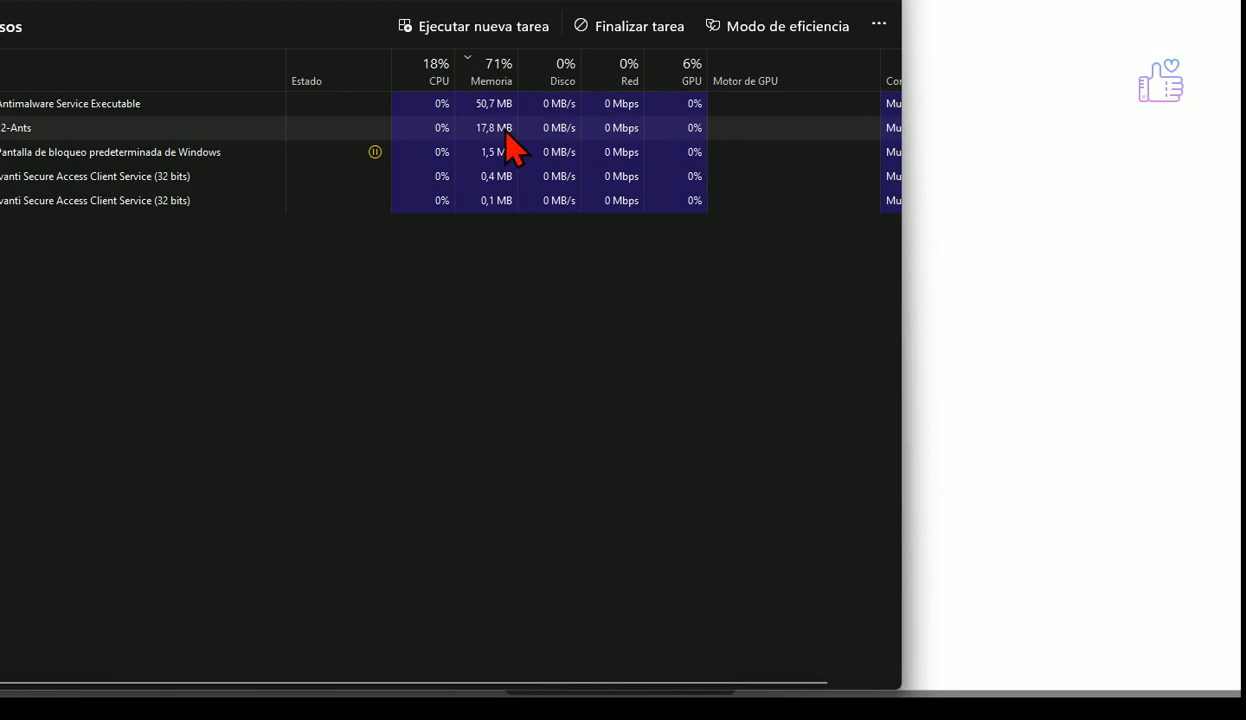 sos
Ejecutar nueva tarea Finalizar tarea Modo de eficiencia ...
18% 71% 0% 0% 6%
Estado CPU Memoria Disco Red GPU Motor de GPU Co
Antimalware Service Executable 0% 50,7 MB 0 MB/s 0 Mbps 0% Mu
2-Ants 0% 17,8 MB 0 MB/s 0 Mbps 0% Mu
Pantalla de bloqueo predeterminada de Windows 0% 1,5 M 0 MB/s 0 Mbps 0% Mu
vanti Secure Access Client Service (32 bits) 0% 0,4 MB 0 MB/s 0 Mbps 0% Mu
vanti Secure Access Client Service (32 bits) 0% 0,1 MB 0 MB/s 0 Mbps 0% Mu